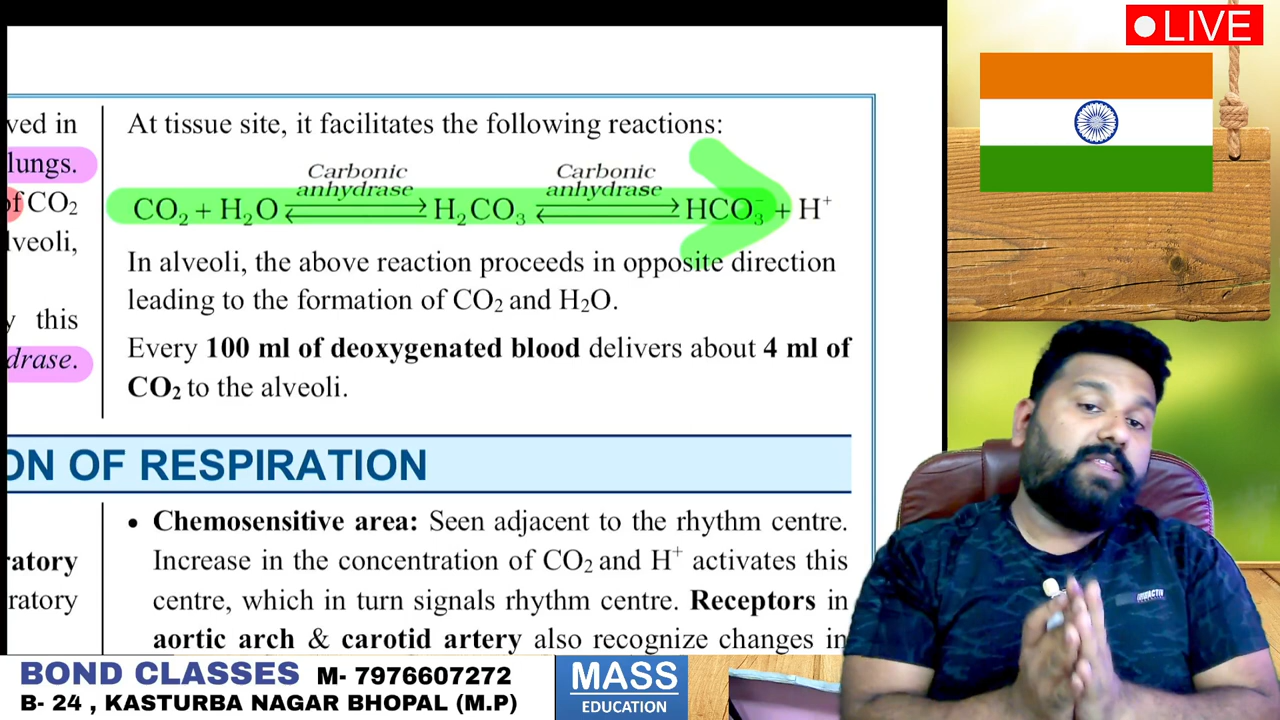 LIVE
ved in
lungs.
of CO₂
lveoli,
y this
drase.
At tissue site, it facilitates the following reactions:
Carbonic anhydrase Carbonic anhydrase
CO₂ + H₂O ⇌ H₂CO₃ ⇌ HCO₃⁻ + H⁺
In alveoli, the above reaction proceeds in opposite direction
leading to the formation of CO₂ and H₂O.
Every 100 ml of deoxygenated blood delivers about 4 ml of
CO₂ to the alveoli.
ON OF RESPIRATION
ratory
ratory
• Chemosensitive area: Seen adjacent to the rhythm centre.
Increase in the concentration of CO₂ and H⁺ activates this
centre, which in turn signals rhythm centre. Receptors in
aortic arch & carotid artery also recognize changes in
BOND CLASSES M- 7976607272
B- 24 , KASTURBA NAGAR BHOPAL (M.P)
MASS
EDUCATION